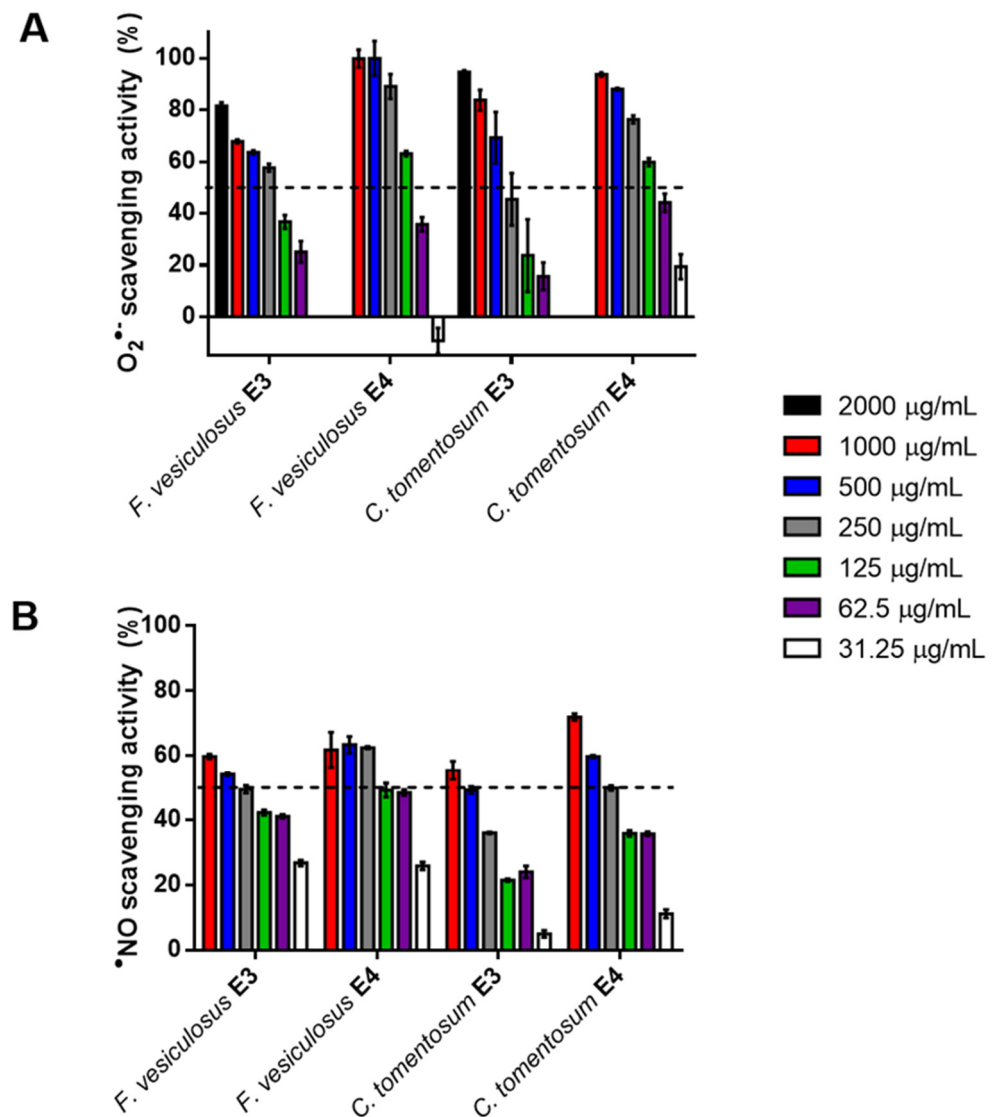 A
O₂•- scavenging activity (%)
100
80
60
40
20
0
F. vesiculosus E3
F. vesiculosus E4
C. tomentosum E3
C. tomentosum E4
2000 µg/mL
1000 µg/mL
500 µg/mL
250 µg/mL
125 µg/mL
62.5 µg/mL
31.25 µg/mL
B
•NO scavenging activity (%)
100
80
60
40
20
0
F. vesiculosus E3
F. vesiculosus E4
C. tomentosum E3
C. tomentosum E4